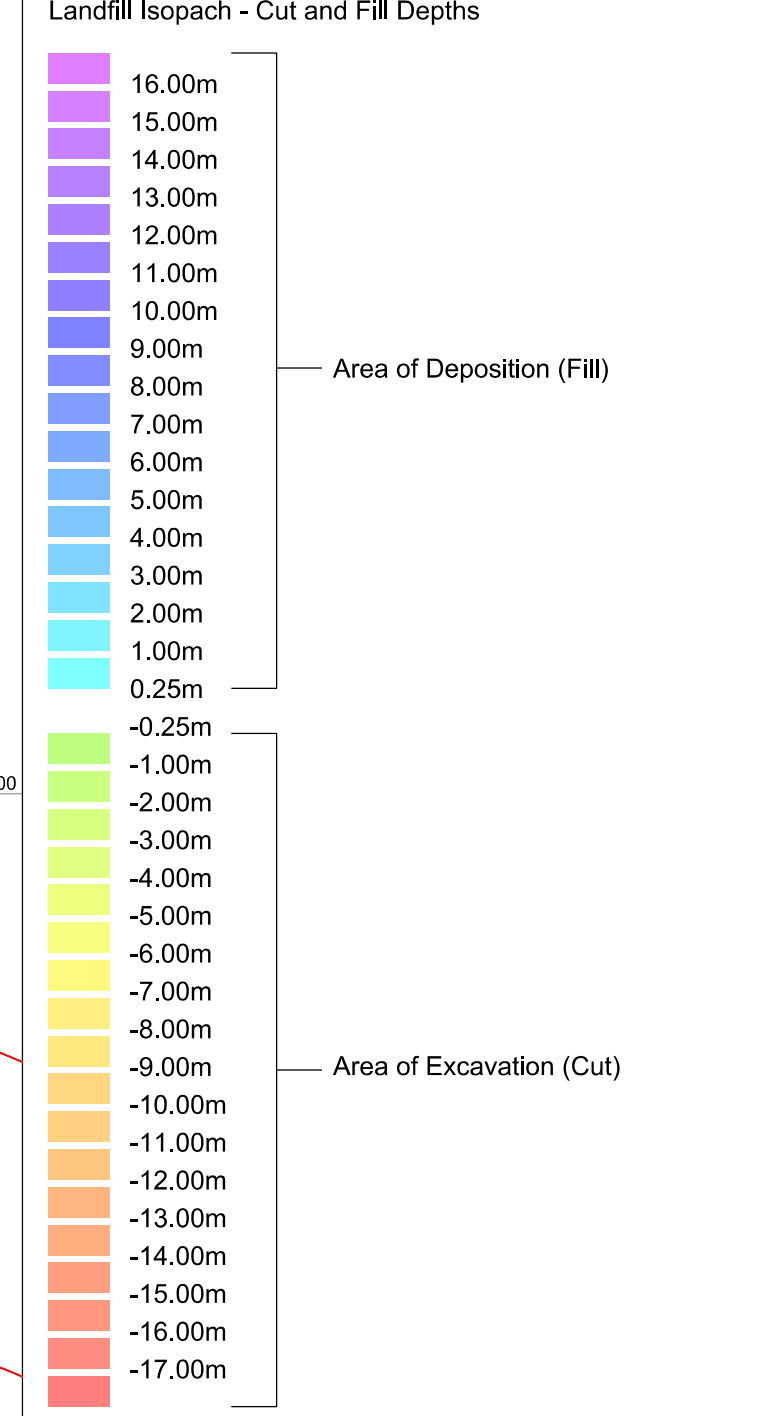 Landfill Isopach - Cut and Fill Depths
16.00m
15.00m
14.00m
13.00m
12.00m
11.00m
10.00m
9.00m
Area of Deposition (Fill)
8.00m
7.00m
6.00m
5.00m
4.00m
3.00m
2.00m
1.00m
0.25m
-0.25m
-1.00m
00
-2.00m
-3.00m
-4.00m
-5.00m
-6.00m
-7.00m
-8.00m
-9.00m
Area of Excavation (Cut)
-10.00m
-11.00m
-12.00m
-13.00m
-14.00m
-15.00m
-16.00m
-17.00m